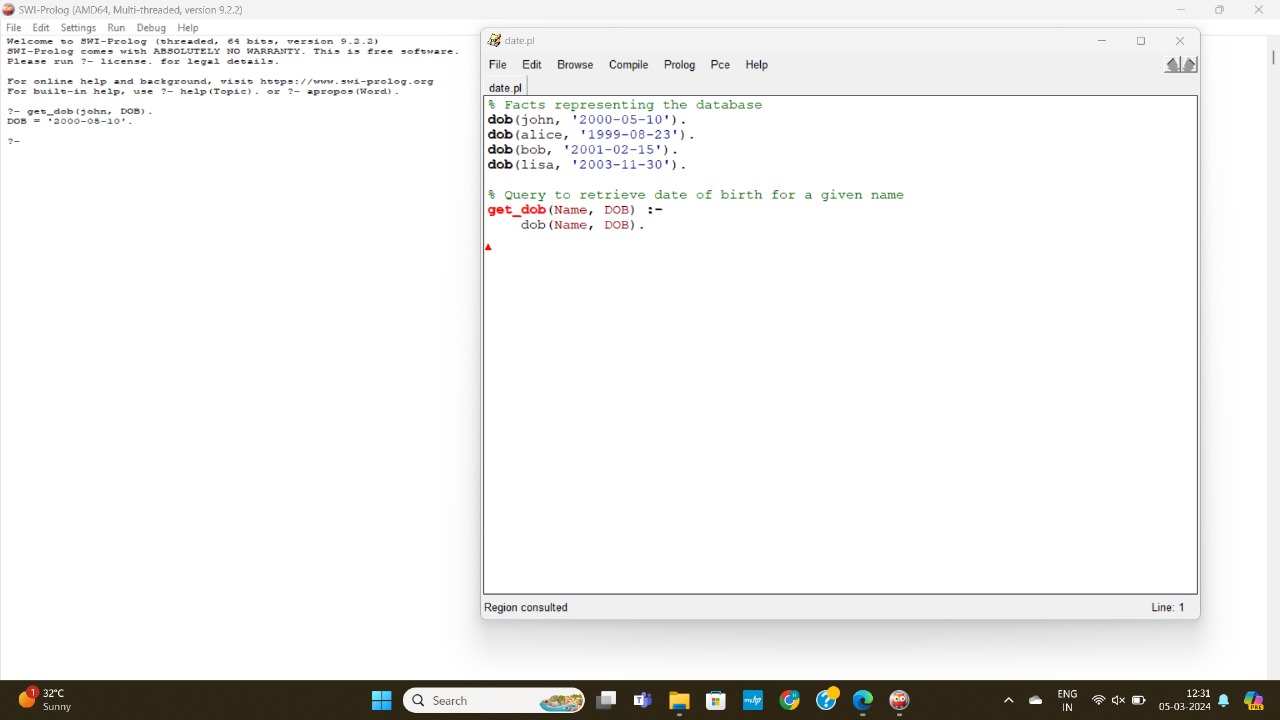 SWI-Prolog (AMD64, Multi-threaded, version 9.2.2)
File Edit Settings Run Debug Help
Welcome to SWI-Prolog (threaded, 64 bits, version 9.2.2)
SWI-Prolog comes with ABSOLUTELY NO WARRANTY. This is free software.
Please run ?- license. for legal details.
For online help and background, visit https://www.swi-prolog.org
For built-in help, use ?- help(Topic). or ?- apropos(Word).
?- get_dob(john, DOB).
DOB = '2000-05-10'.
?-
date.pl
File Edit Browse Compile Prolog Pce Help
date.pl
% Facts representing the database
dob(john, '2000-05-10').
dob(alice, '1999-08-23').
dob(bob, '2001-02-15').
dob(lisa, '2003-11-30').
% Query to retrieve date of birth for a given name
get_dob(Name, DOB) :-
    dob(Name, DOB).
Region consulted Line: 1
1 32°C
Sunny
Search
ENG
IN
12:31
05-03-2024
PRE